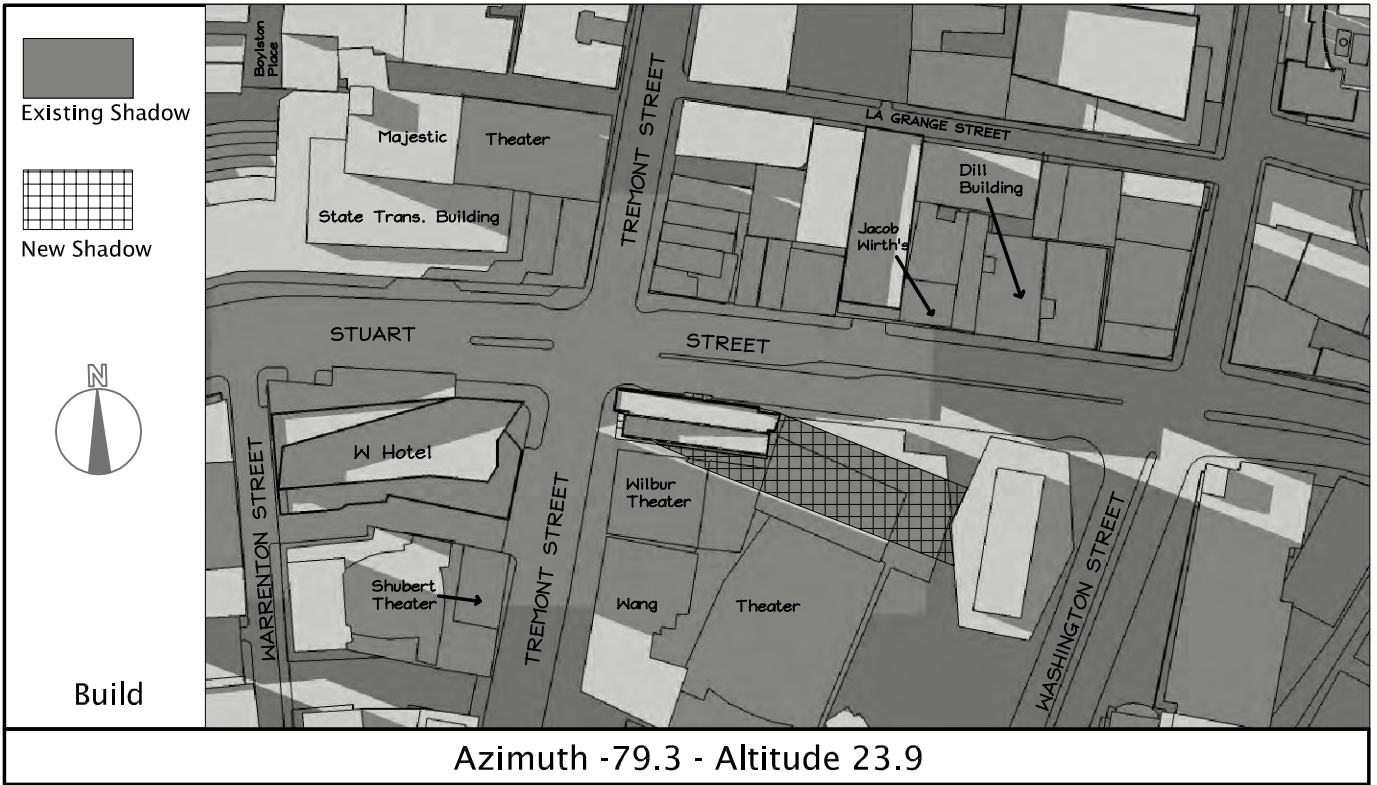 Existing Shadow
New Shadow
N
Build
Boylston
Place
TREMONT STREET
LA GRANGE STREET
Majestic
Theater
State Trans. Building
Dill
Building
Jacob
Wirth's
STUART
STREET
W Hotel
WARRENTON STREET
Wilbur
Theater
TREMONT STREET
Shubert
Theater
Wang
Theater
WASHINGTON STREET
Azimuth -79.3 - Altitude 23.9